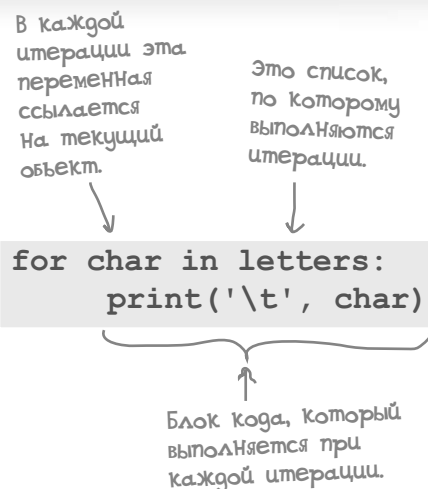 В каждой
итерации эта
переменная
ссылается
на текущий
объект.
Это список,
по которому
выполняются
итерации.
for char in letters:
print('\t', char)
Блок кода, который
выполняется при
каждой итерации.